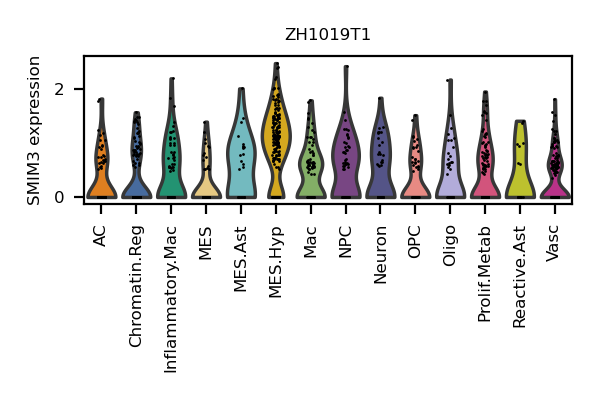 ZH1019T1
SMIM3 expression
2
0
AC
Chromatin.Reg
Inflammatory.Mac
MES
MES.Ast
MES.Hyp
Mac
NPC
Neuron
OPC
Oligo
Prolif.Metab
Reactive.Ast
Vasc